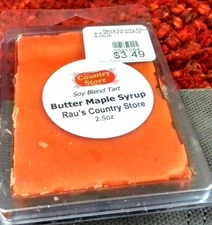 $3.49
Country
Store
Soy Blend Tart
Butter Maple Syrup
Rau's Country Store
2.5oz